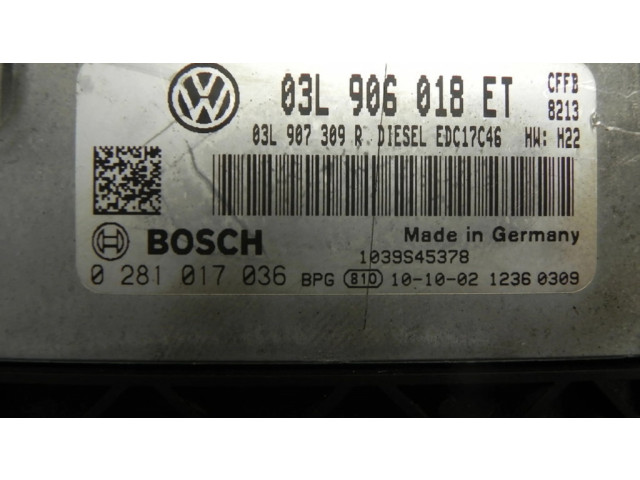 03L 906 018 ET CFFB
8213
03L 907 309 R DIESEL EDC17C46 HW: H22
BOSCH Made in Germany
1039S45378
0 281 017 036 BPG 810 10-10-02 1236 0309